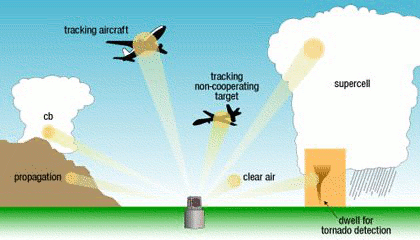 tracking aircraft
tracking
non-cooperating
target
supercell
cb
propagation
clear air
dwell for
tornado detection